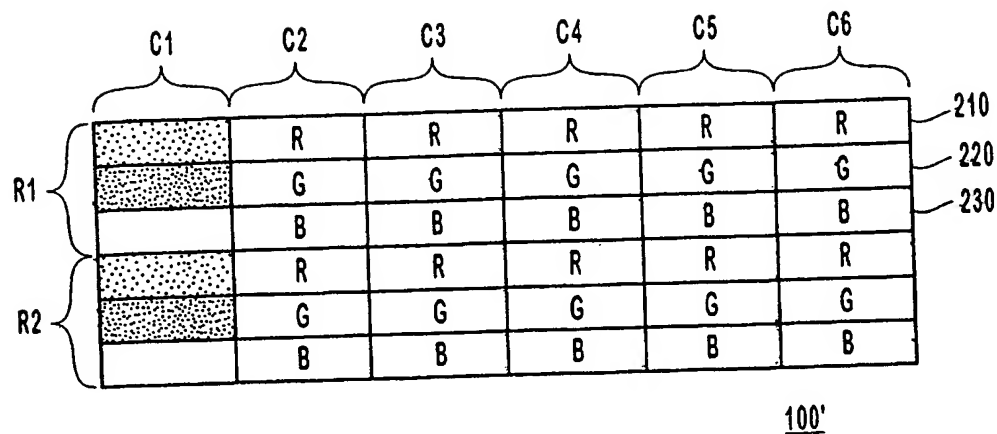 C1 C2 C3 C4 C5 C6
R R R R R 210
R1 G G G G G 220
B B B B B 230
R R R R R
R2 G G G G G
B B B B B
100'